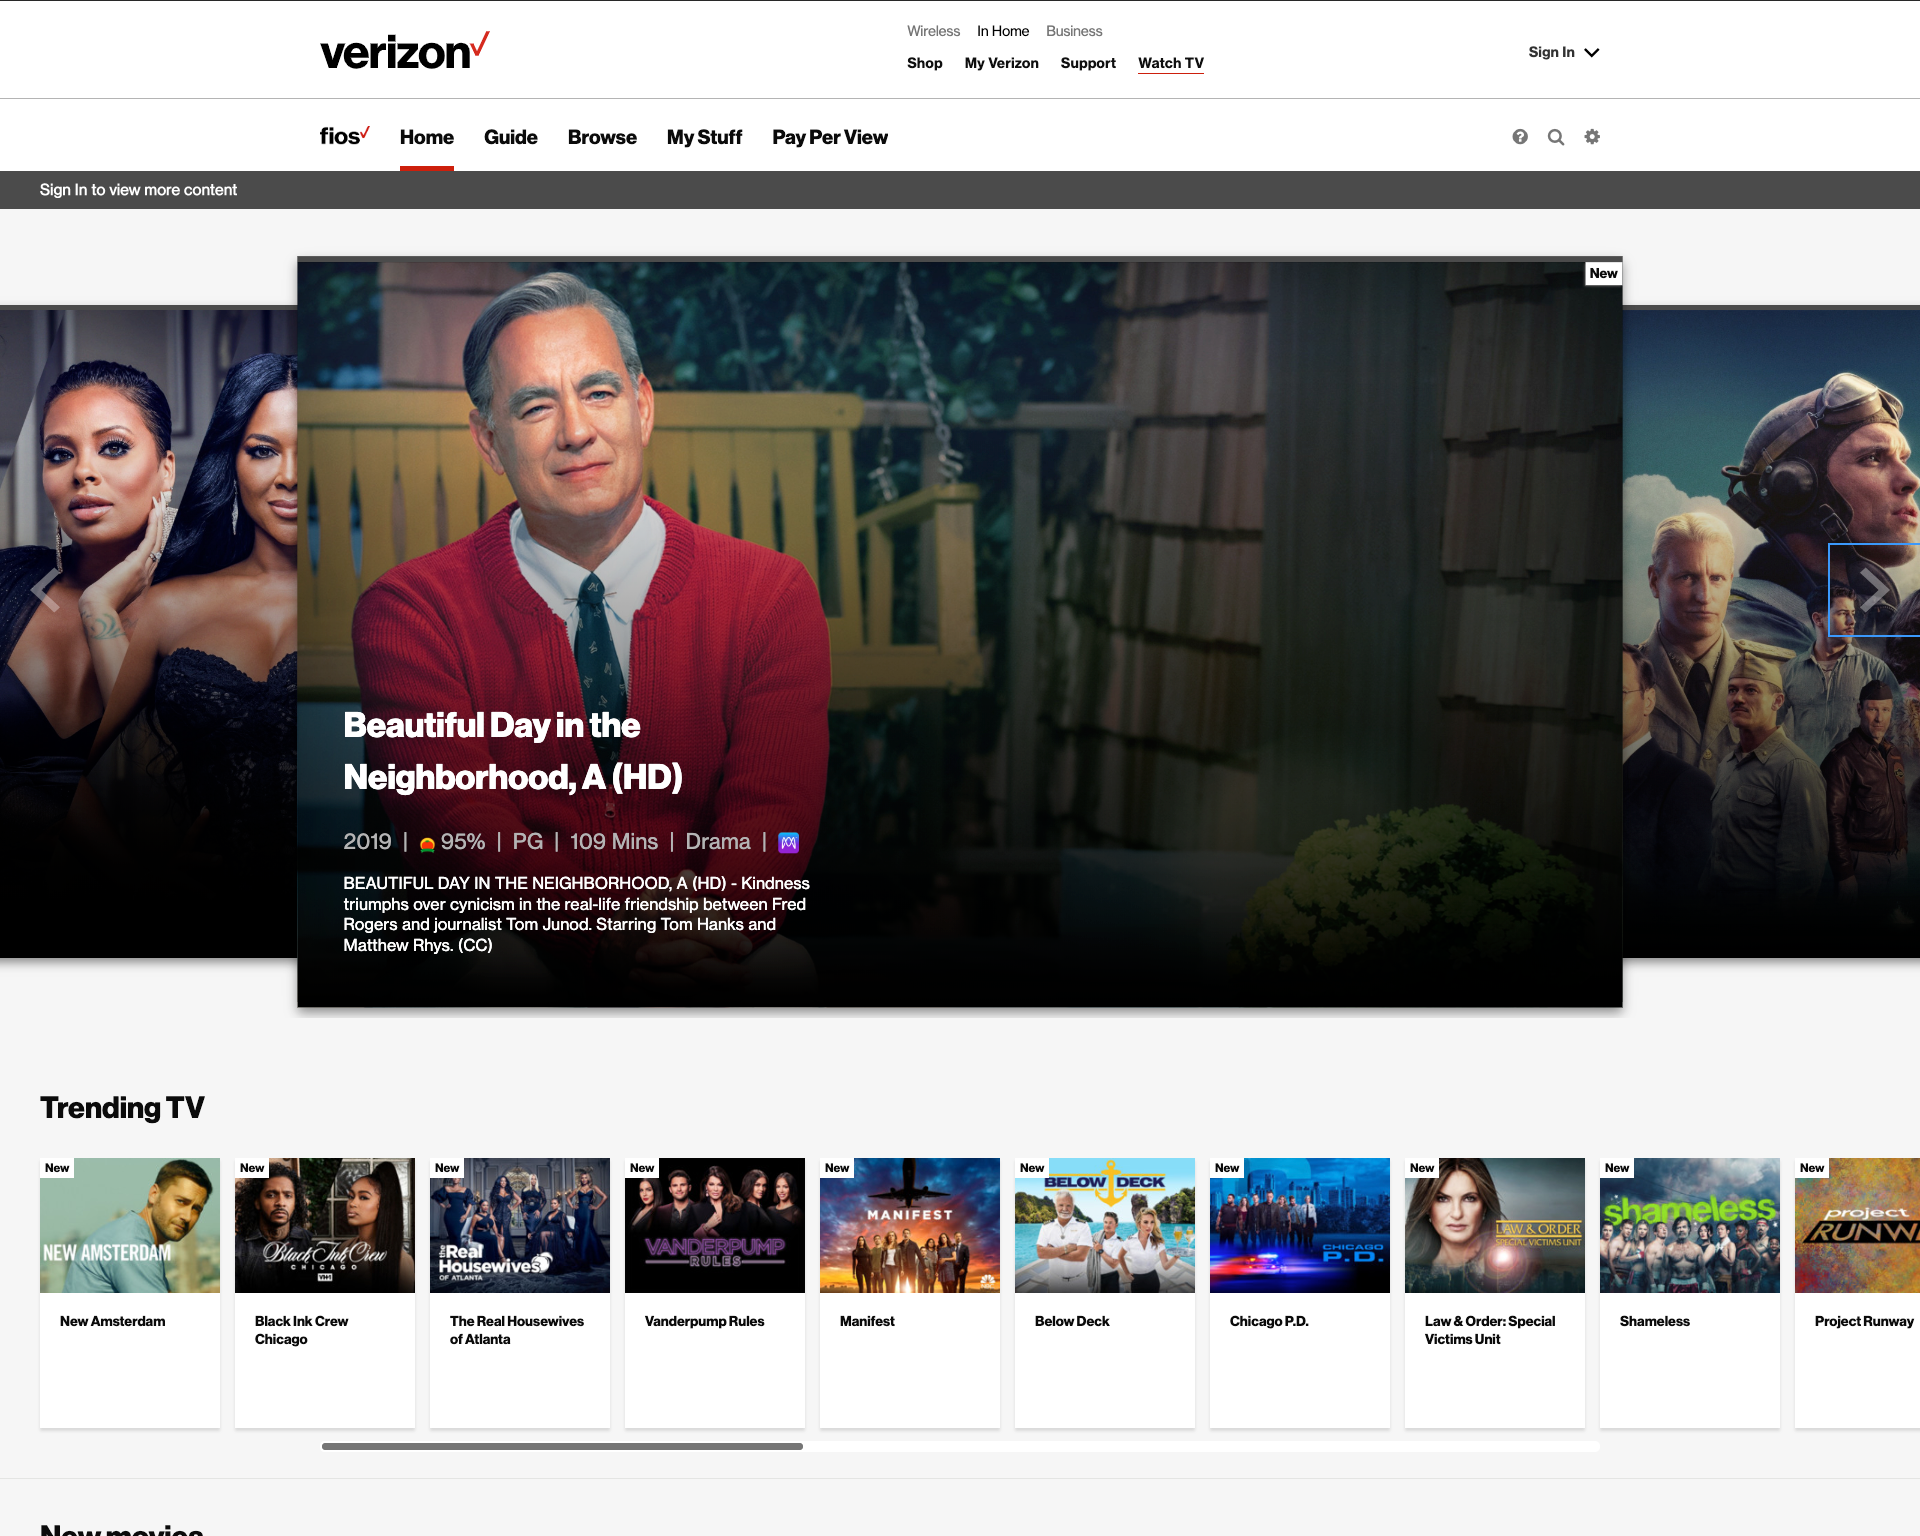 verizon
Wireless In Home Business
Shop My Verizon Support Watch TV
Sign In
fios Home Guide Browse My Stuff Pay Per View
Sign In to view more content
New
Beautiful Day in the
Neighborhood, A (HD)
2019 | 95% | PG | 109 Mins | Drama |
BEAUTIFUL DAY IN THE NEIGHBORHOOD, A (HD) - Kindness
triumphs over cynicism in the real-life friendship between Fred
Rogers and journalist Tom Junod. Starring Tom Hanks and
Matthew Rhys. (CC)
Trending TV
New New New New New New New New New New
NEW AMSTERDAM
Black Ink Crew
CHICAGO
VH1
the Real
Housewives
OF ATLANTA
VANDERPUMP
RULES
MANIFEST
NBC
BELOW DECK
CHICAGO
P.D.
LAW & ORDER
SPECIAL VICTIMS UNIT
shameless
project
RUNW
New Amsterdam
Black Ink Crew
Chicago
The Real Housewives
of Atlanta
Vanderpump Rules
Manifest
Below Deck
Chicago P.D.
Law & Order: Special
Victims Unit
Shameless
Project Runway
New movies